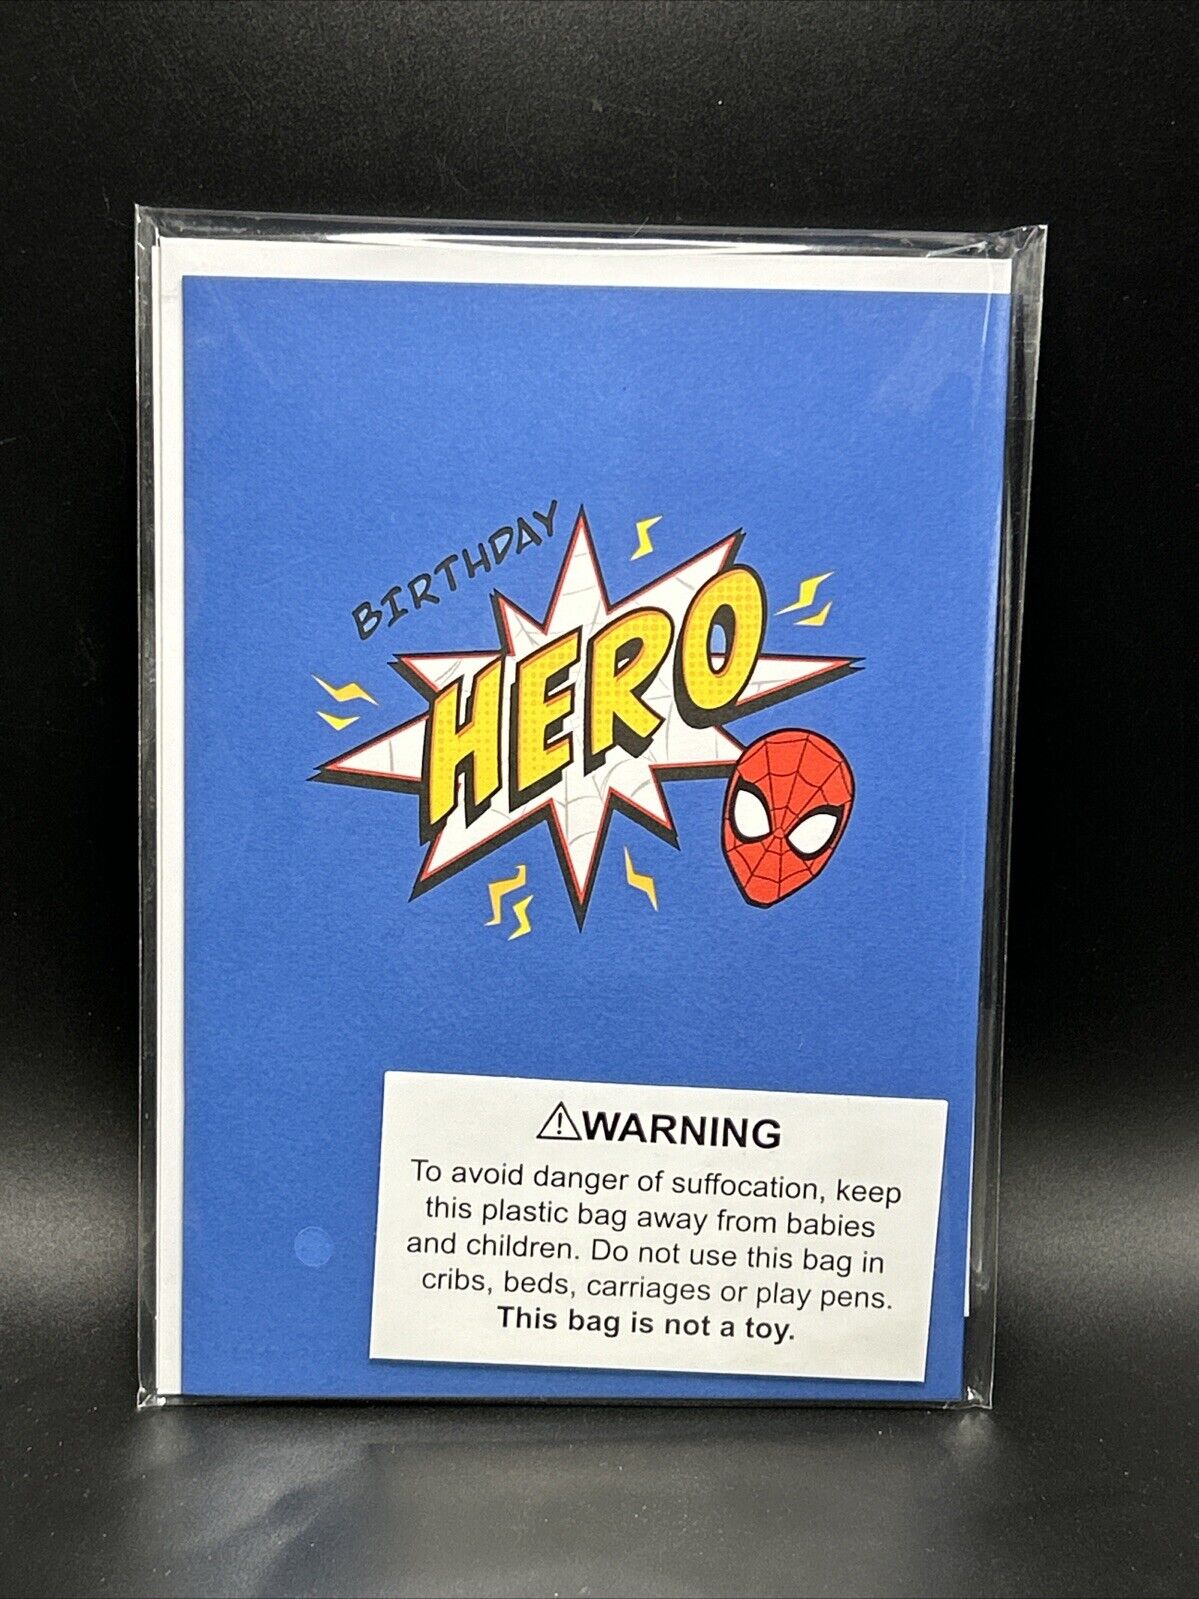 BIRTHDAY
HERO
⚠WARNING
To avoid danger of suffocation, keep
this plastic bag away from babies
and children. Do not use this bag in
cribs, beds, carriages or play pens.
This bag is not a toy.